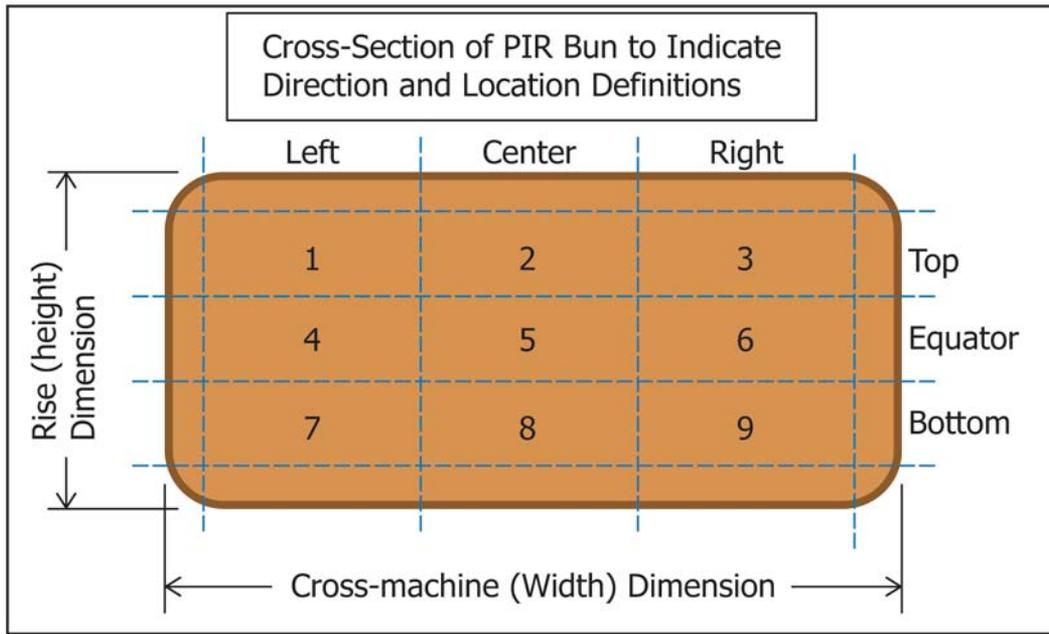 Cross-Section of PIR Bun to Indicate
Direction and Location Definitions
Left Center Right
1 2 3 Top
4 5 6 Equator
7 8 9 Bottom
Rise (height)
Dimension
Cross-machine (Width) Dimension